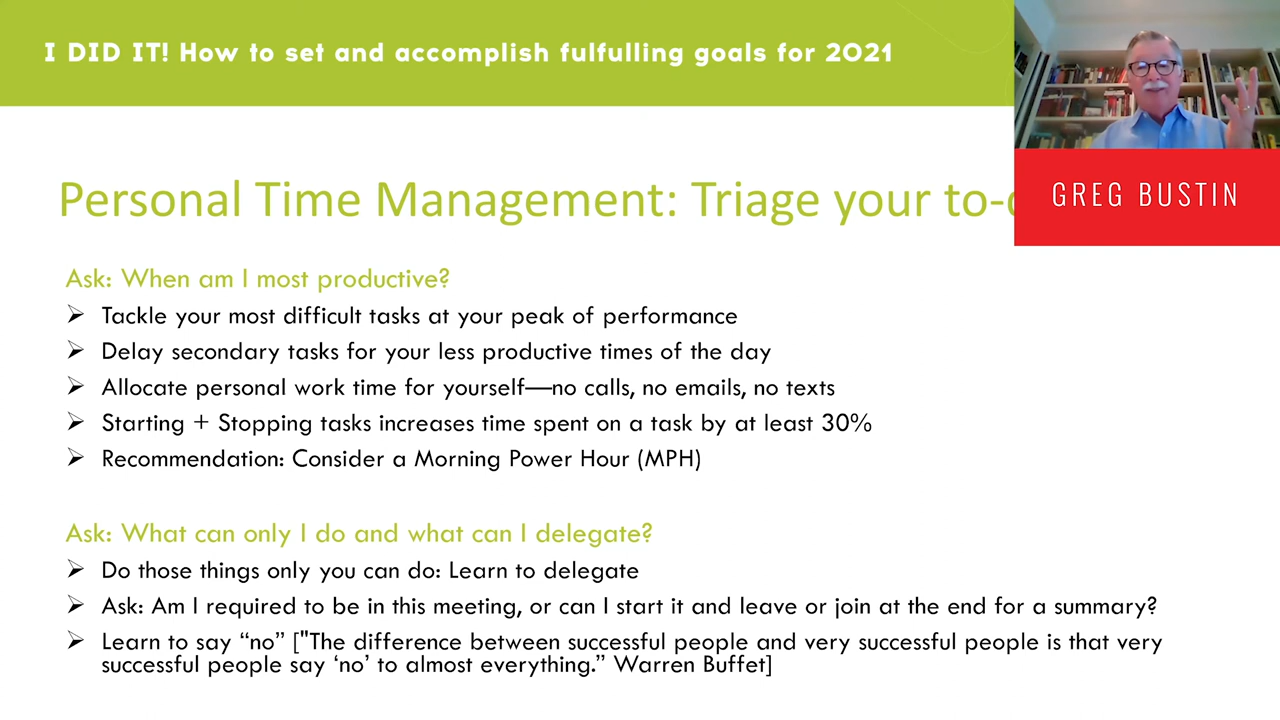 I DID IT! How to set and accomplish fulfulling goals for 2021
GREG BUSTIN
Personal Time Management: Triage your
Ask: When am I most productive?
➢ Tackle your most difficult tasks at your peak of performance
➢ Delay secondary tasks for your less productive times of the day
➢ Allocate personal work time for yourself—no calls, no emails, no texts
➢ Starting + Stopping tasks increases time spent on a task by at least 30%
➢ Recommendation: Consider a Morning Power Hour (MPH)
Ask: What can only I do and what can I delegate?
➢ Do those things only you can do: Learn to delegate
➢ Ask: Am I required to be in this meeting, or can I start it and leave or join at the end for a summary?
➢ Learn to say “no” ["The difference between successful people and very successful people is that very
successful people say ‘no’ to almost everything.” Warren Buffet]